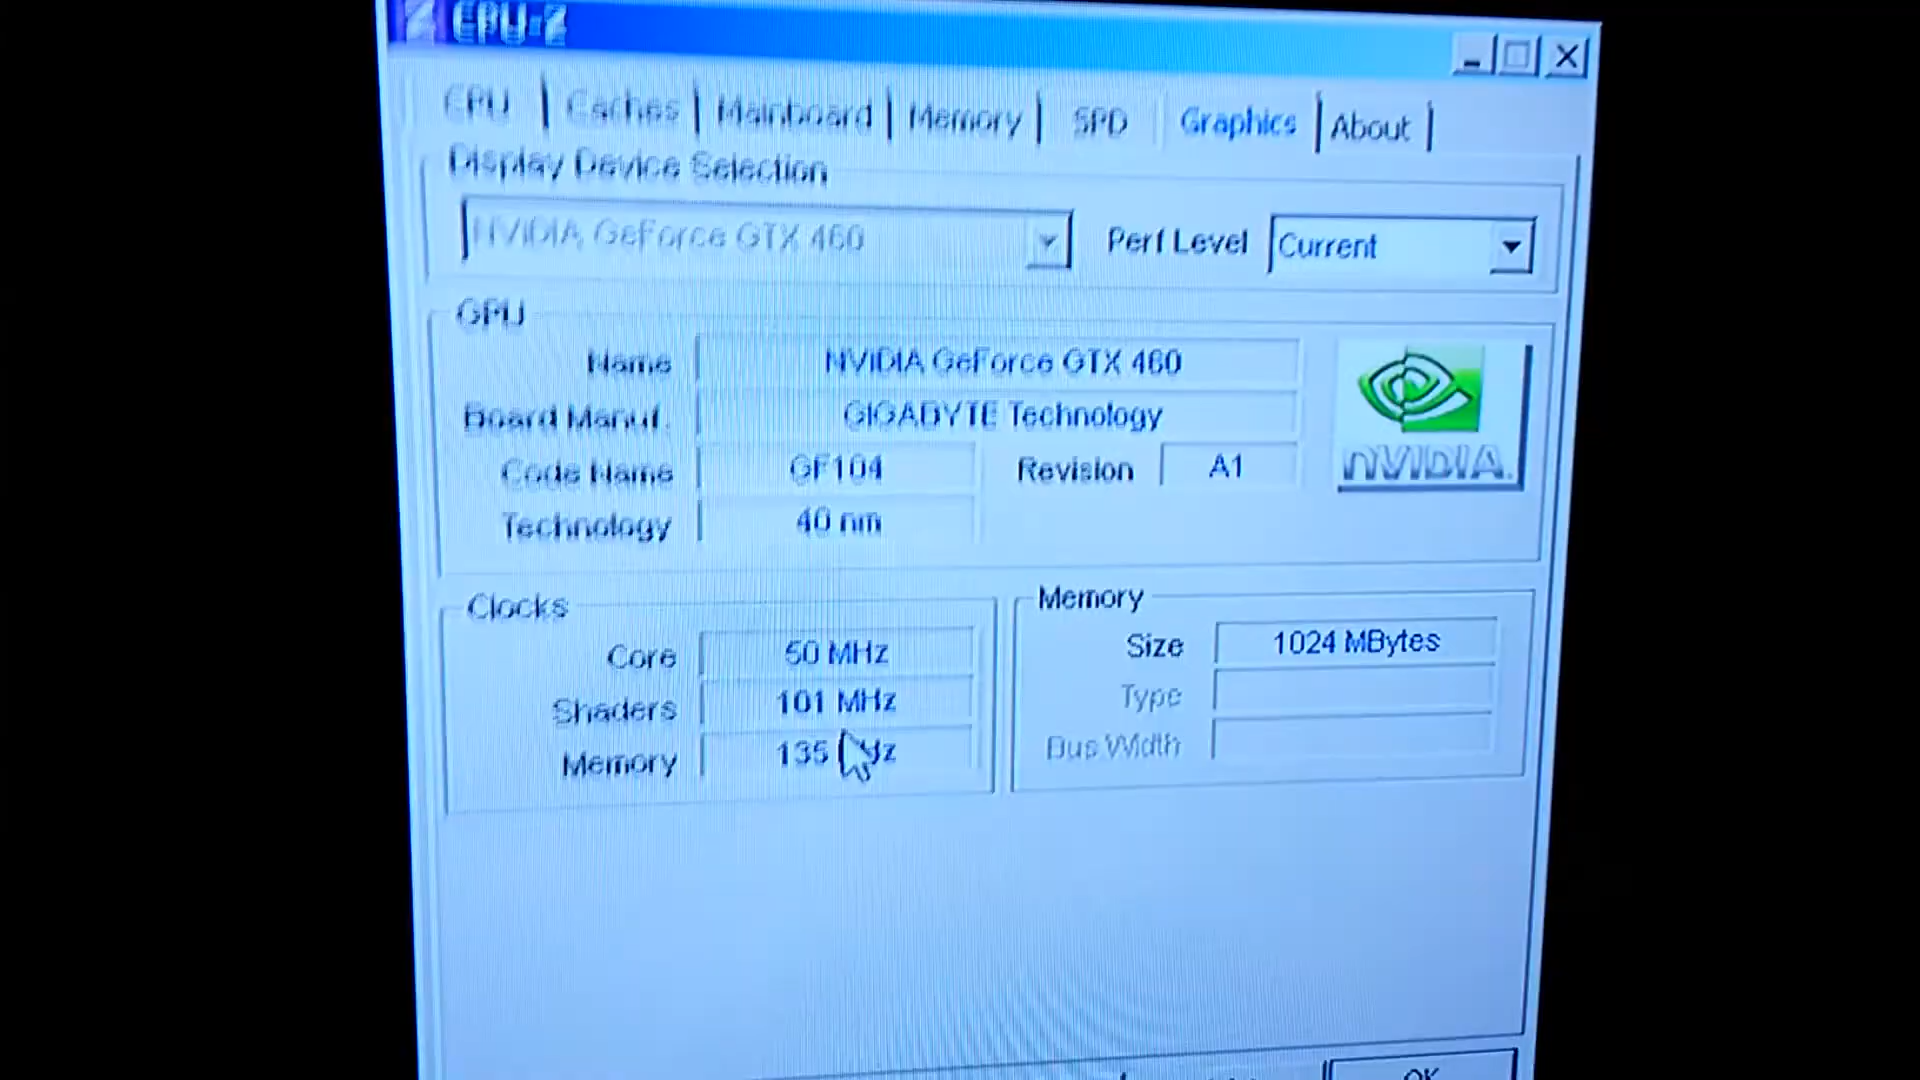 CPU-Z
CPU Caches Mainboard Memory SPD Graphics About
Display Device Selection
NVIDIA GeForce GTX 460 Perf Level Current
GPU
Name NVIDIA GeForce GTX 460
Board Manuf. GIGABYTE Technology
Code Name GF104 Revision A1
NVIDIA.
Technology 40 nm
Clocks Memory
Core 50 MHz Size 1024 MBytes
Shaders 101 MHz Type
Memory 135 MHz Bus Width
OK